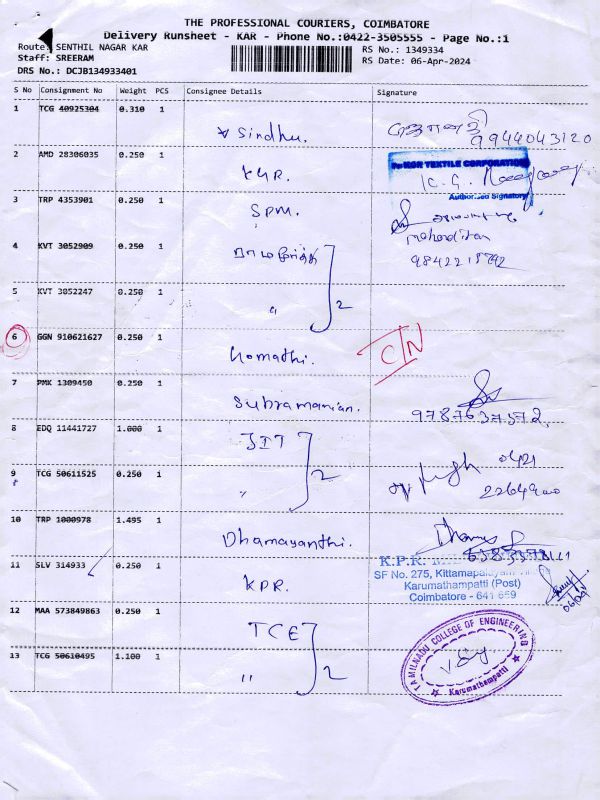 THE PROFESSIONAL COURIERS, COIMBATORE
Delivery Runsheet - KAR - Phone No.:0422-3505555 - Page No.:1
Route: SENTHIL NAGAR KAR
RS No.: 1349334
Staff: SREERAM
RS Date: 06-Apr-2024
DRS No.: DCJB134933401
S No Consignment No Weight PCS Consignee Details Signature
1 TCG 40925304 0.310 1 Sindhu. 9944043120
2 AMD 28306035 0.250 1 KGR.
For KGR TEXTILE CORPORATION
K. G.
Authorised Signatory
3 TRP 4353901 0.250 1 SPM.
4 KVT 3052909 0.250 1
5 KVT 3052247 0.250 1 " 2
6 GGN 910621627 0.250 1 Gomathi. C/N
7 PMK 1309450 0.250 1 Subramanian. 9787637572
8 EDQ 11441727 1.000 1 JIT
9 TCG 50611525 0.250 1 " 2 0421
10 TRP 1000978 1.495 1 Dhamayanthi.
11 SLV 314933 0.250 1 KPR.
K.P.R.
SF No. 275, Kittampalayam
Karumathampatti (Post)
Coimbatore - 641 659
12 MAA 573849863 0.250 1 TCE
13 TCG 50610495 1.100 1 " 2
TAMILNADU COLLEGE OF ENGINEERING
Karumathampatti